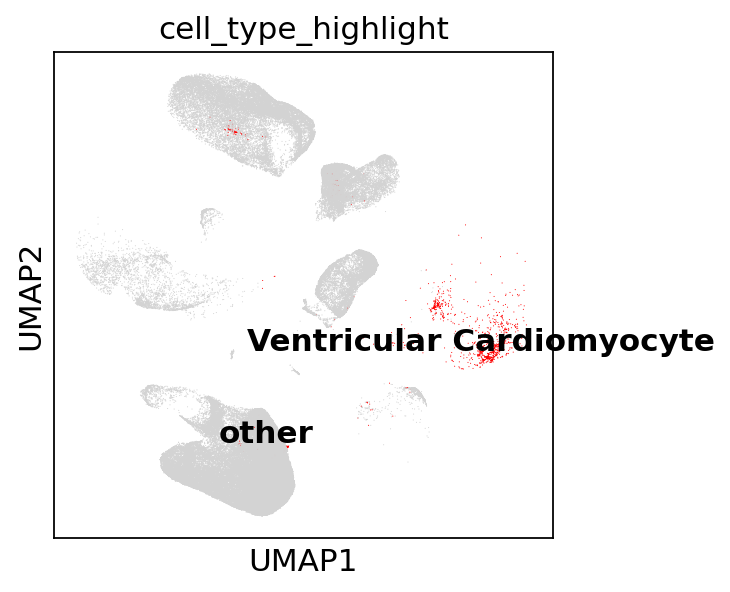 cell_type_highlight
UMAP2
Ventricular Cardiomyocyte
other
UMAP1